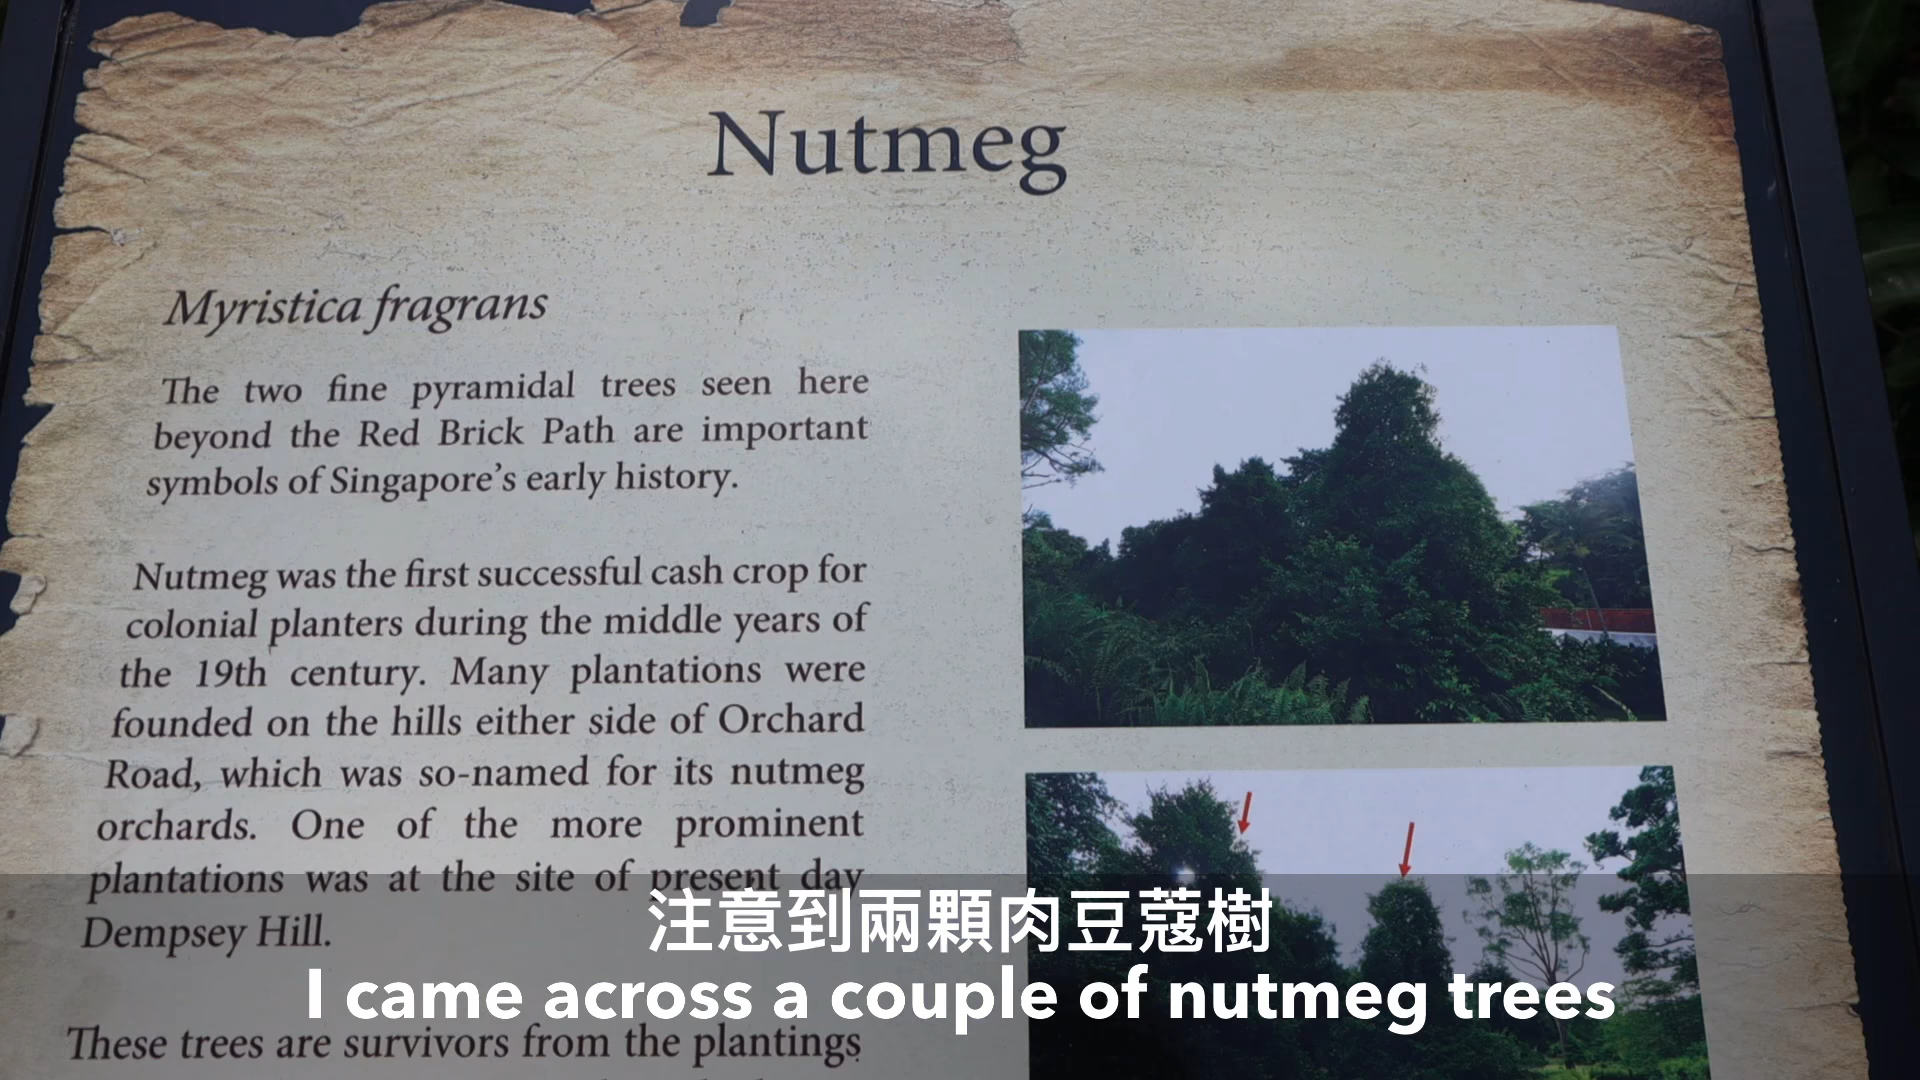 Nutmeg
Myristica fragrans
The two fine pyramidal trees seen here
beyond the Red Brick Path are important
symbols of Singapore's early history.
Nutmeg was the first successful cash crop for
colonial planters during the middle years of
the 19th century. Many plantations were
founded on the hills either side of Orchard
Road, which was so-named for its nutmeg
orchards. One of the more prominent
plantations was at the site of present day
Dempsey Hill.
These trees are survivors from the plantings
注意到兩顆肉豆蔻樹
I came across a couple of nutmeg trees